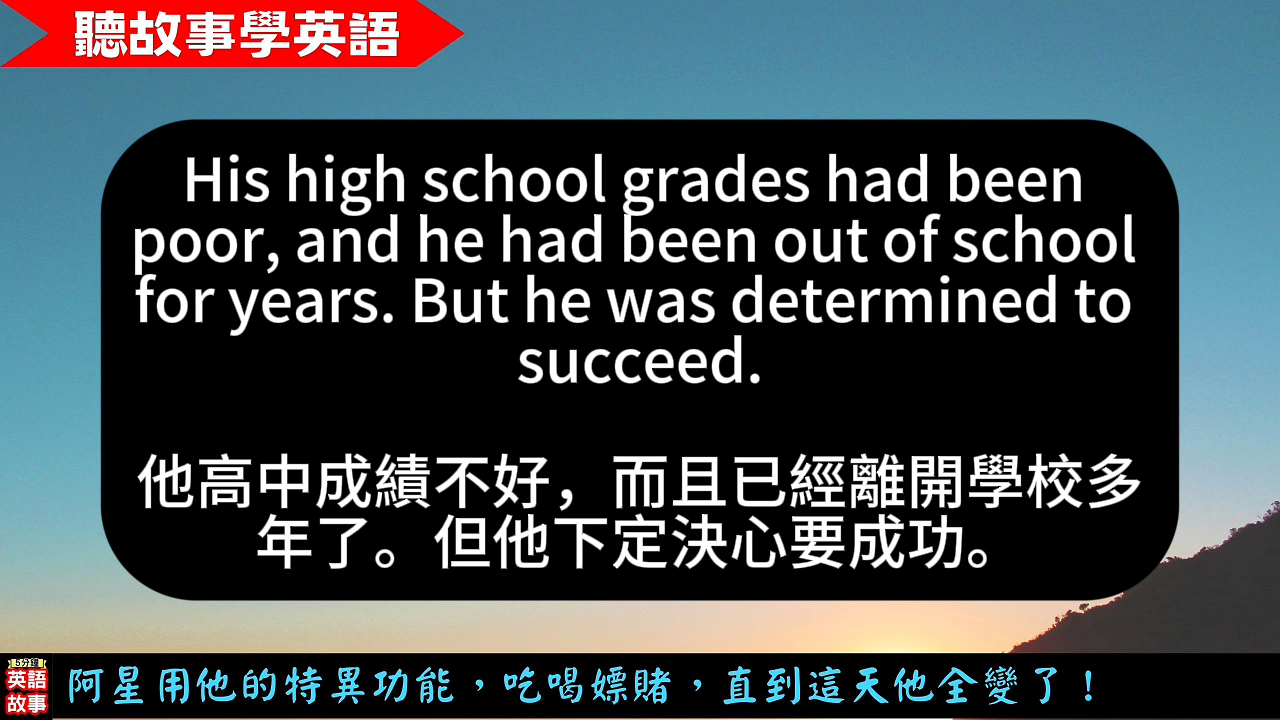 聽故事學英語
His high school grades had been
poor, and he had been out of school
for years. But he was determined to
succeed.
他高中成績不好，而且已經離開學校多
年了。但他下定決心要成功。
5分鐘
英語
故事
阿星用他的特異功能，吃喝嫖賭，直到這天他全變了！